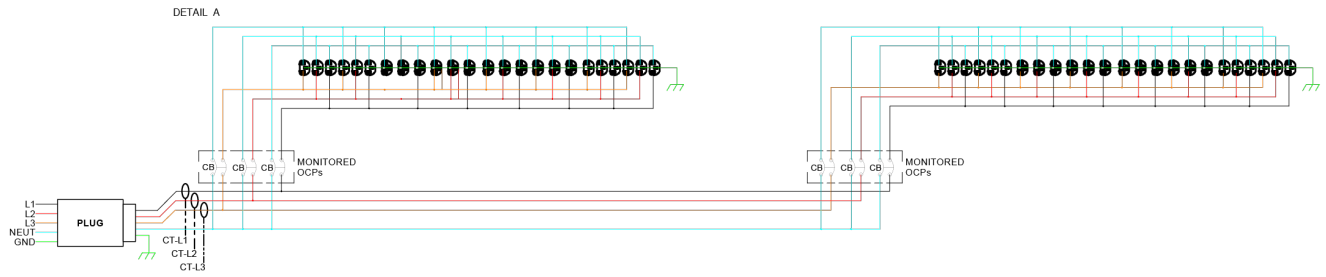 DETAIL A
CB
CB
CB
MONITORED
OCPs
CB
CB
CB
MONITORED
OCPs
L1
L2
L3
NEUT
GND
PLUG
CT-L1
CT-L2
CT-L3